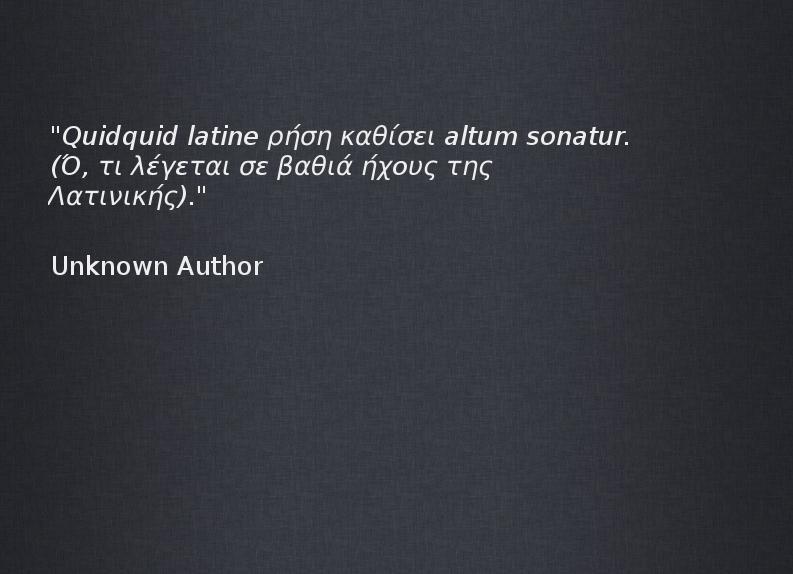 "Quidquid latine ρήση καθίσει altum sonatur.
(Ό, τι λέγεται σε βαθιά ήχους της
Λατινικής)."
Unknown Author